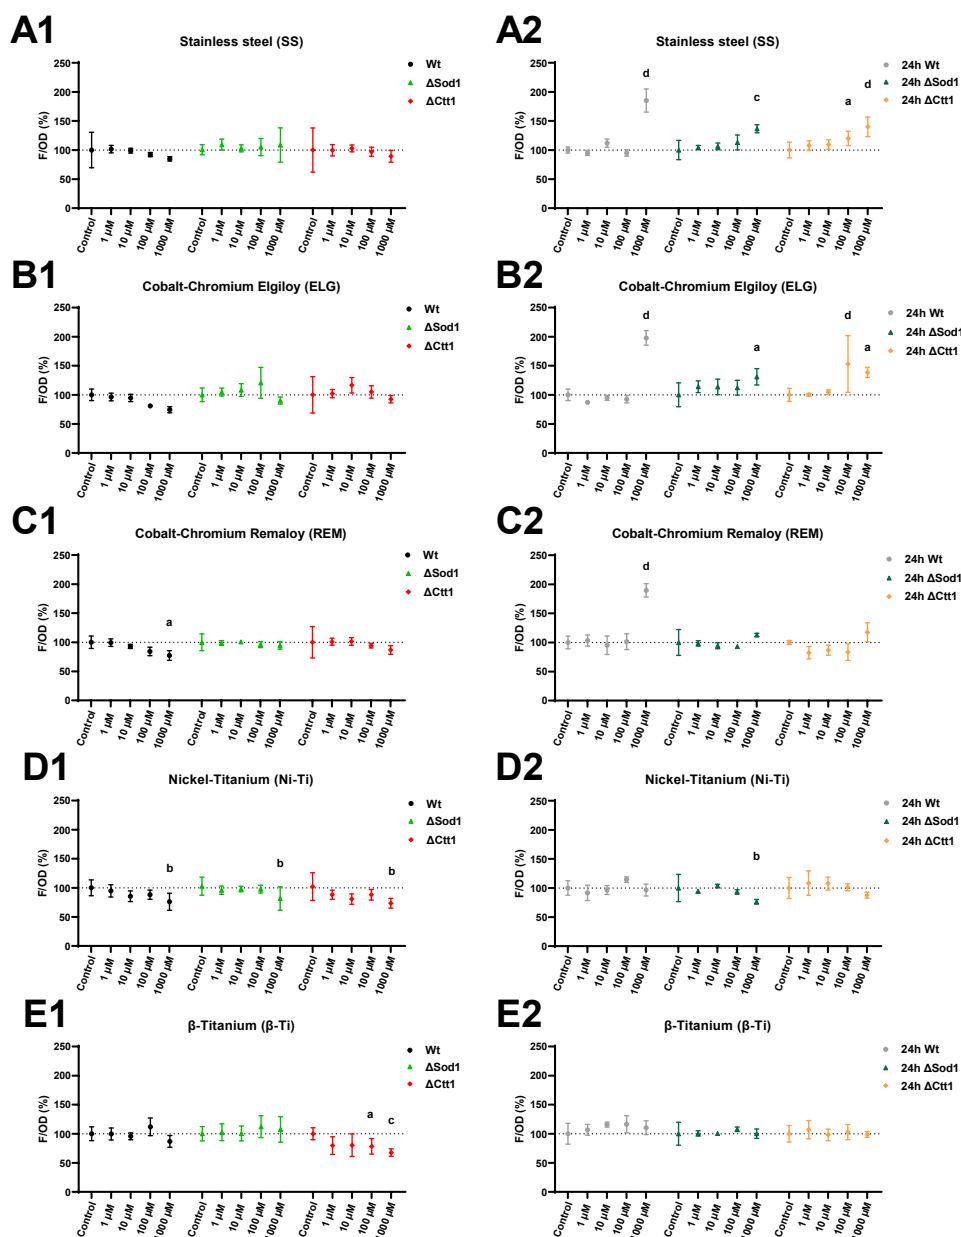 A1
Stainless steel (SS)
250
200
150
100
50
0
F/OD (%)
Wt
ΔSod1
ΔCtt1
Control
1 µM
10 µM
100 µM
1000 µM
Control
1 µM
10 µM
100 µM
1000 µM
Control
1 µM
10 µM
100 µM
1000 µM
A2
Stainless steel (SS)
250
200
150
100
50
0
F/OD (%)
d
c
a
d
24h Wt
24h ΔSod1
24h ΔCtt1
Control
1 µM
10 µM
100 µM
1000 µM
Control
1 µM
10 µM
100 µM
1000 µM
Control
1 µM
10 µM
100 µM
1000 µM
B1
Cobalt-Chromium Elgiloy (ELG)
250
200
150
100
50
0
F/OD (%)
Wt
ΔSod1
ΔCtt1
Control
1 µM
10 µM
100 µM
1000 µM
Control
1 µM
10 µM
100 µM
1000 µM
Control
1 µM
10 µM
100 µM
1000 µM
B2
Cobalt-Chromium Elgiloy (ELG)
250
200
150
100
50
0
F/OD (%)
d
a
d
a
24h Wt
24h ΔSod1
24h ΔCtt1
Control
1 µM
10 µM
100 µM
1000 µM
Control
1 µM
10 µM
100 µM
1000 µM
Control
1 µM
10 µM
100 µM
1000 µM
C1
Cobalt-Chromium Remaloy (REM)
250
200
150
100
50
0
F/OD (%)
a
Wt
ΔSod1
ΔCtt1
Control
1 µM
10 µM
100 µM
1000 µM
Control
1 µM
10 µM
100 µM
1000 µM
Control
1 µM
10 µM
100 µM
1000 µM
C2
Cobalt-Chromium Remaloy (REM)
250
200
150
100
50
0
F/OD (%)
d
24h Wt
24h ΔSod1
24h ΔCtt1
Control
1 µM
10 µM
100 µM
1000 µM
Control
1 µM
10 µM
100 µM
1000 µM
Control
1 µM
10 µM
100 µM
1000 µM
D1
Nickel-Titanium (Ni-Ti)
250
200
150
100
50
0
F/OD (%)
b
b
b
Wt
ΔSod1
ΔCtt1
Control
1 µM
10 µM
100 µM
1000 µM
Control
1 µM
10 µM
100 µM
1000 µM
Control
1 µM
10 µM
100 µM
1000 µM
D2
Nickel-Titanium (Ni-Ti)
250
200
150
100
50
0
F/OD (%)
b
24h Wt
24h ΔSod1
24h ΔCtt1
Control
1 µM
10 µM
100 µM
1000 µM
Control
1 µM
10 µM
100 µM
1000 µM
Control
1 µM
10 µM
100 µM
1000 µM
E1
β-Titanium (β-Ti)
250
200
150
100
50
0
F/OD (%)
a
c
Wt
ΔSod1
ΔCtt1
Control
1 µM
10 µM
100 µM
1000 µM
Control
1 µM
10 µM
100 µM
1000 µM
Control
1 µM
10 µM
100 µM
1000 µM
E2
β-Titanium (β-Ti)
250
200
150
100
50
0
F/OD (%)
24h Wt
24h ΔSod1
24h ΔCtt1
Control
1 µM
10 µM
100 µM
1000 µM
Control
1 µM
10 µM
100 µM
1000 µM
Control
1 µM
10 µM
100 µM
1000 µM